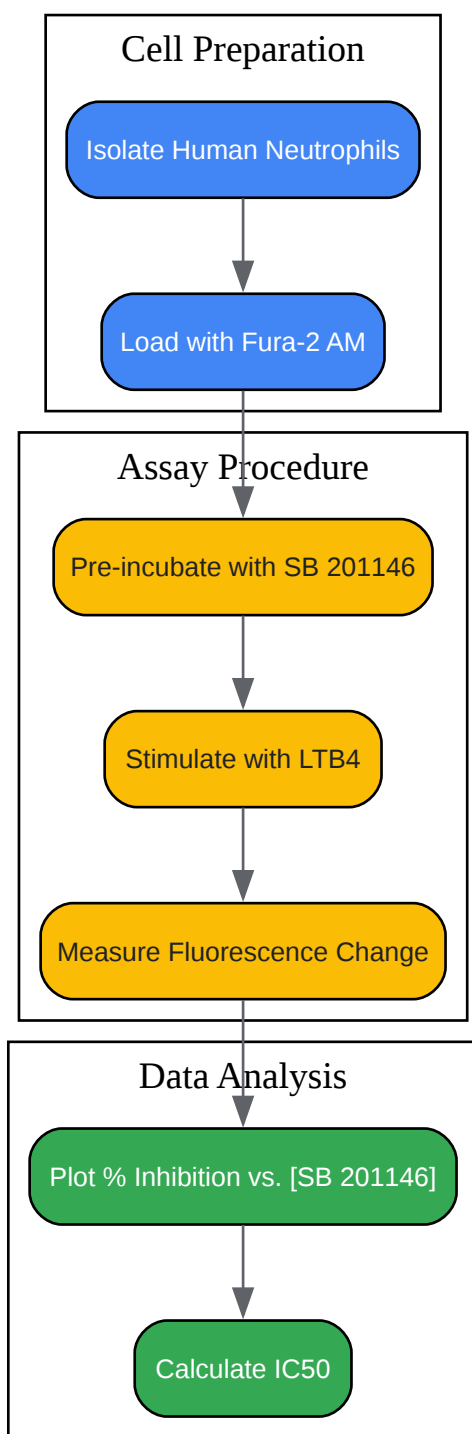 Cell Preparation
Isolate Human Neutrophils
Load with Fura-2 AM
Assay Procedure
Pre-incubate with SB 201146
Stimulate with LTB4
Measure Fluorescence Change
Data Analysis
Plot % Inhibition vs. [SB 201146]
Calculate IC50